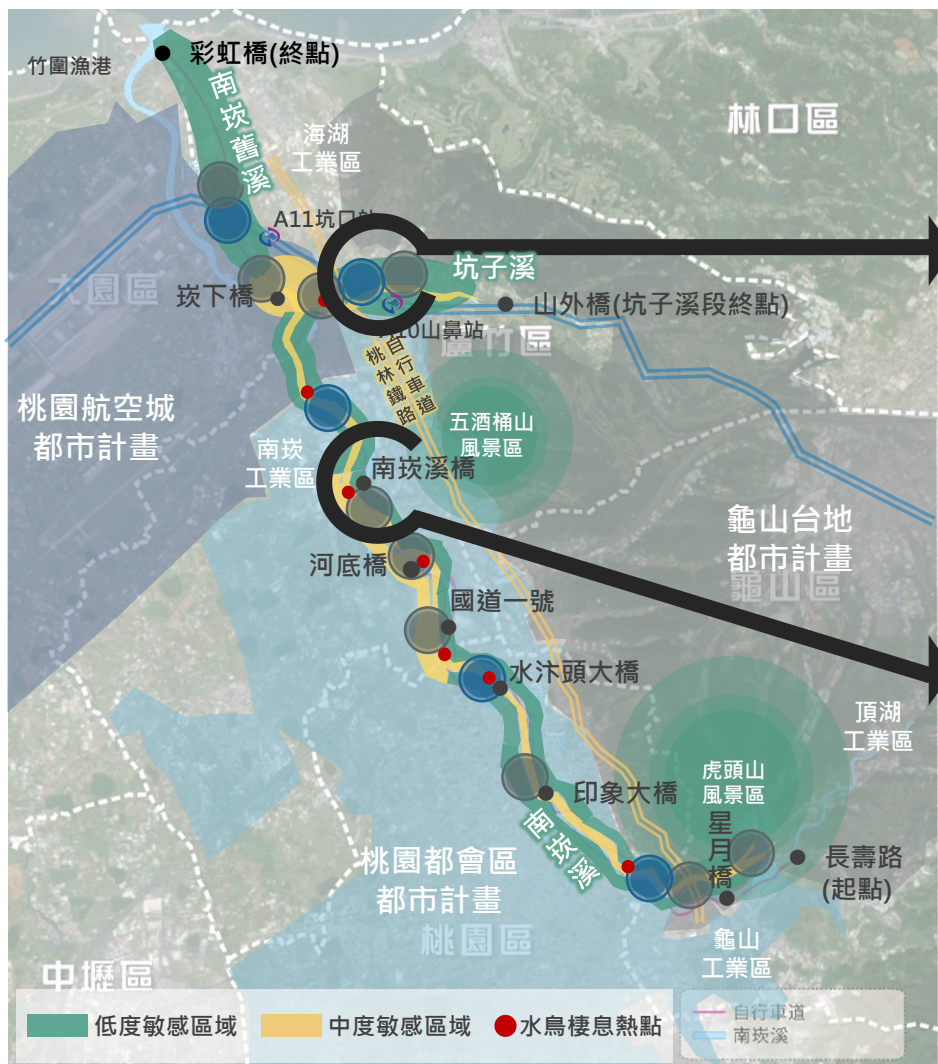 彩虹橋(終點)
竹圍漁港
南崁舊溪
林口區
海湖
工業區
A11坑口站
坑子溪
大園區
崁下橋
山外橋(坑子溪段終點)
A10山鼻站
蘆竹區
桃林鐵路
自行車道
桃園航空城
都市計畫
五酒桶山
風景區
南崁
工業區
南崁溪橋
龜山台地
都市計畫
河底橋
龜山區
國道一號
水汴頭大橋
頂湖
工業區
虎頭山
風景區
印象大橋
星月橋
南崁溪
桃園都會區
都市計畫
長壽路
(起點)
桃園區
龜山
工業區
中壢區
低度敏感區域
中度敏感區域
水鳥棲息熱點
自行車道
南崁溪